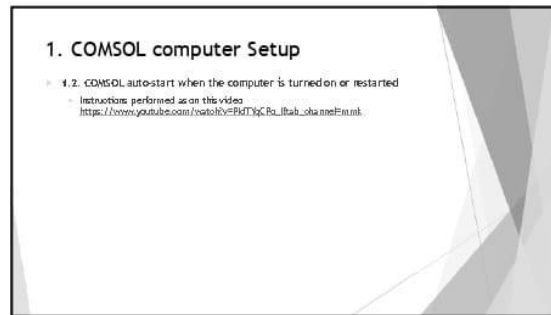 1. COMSOL computer Setup
1.2. COMSOL auto-start when the computer is turned on or restarted
Instructions performed as on this video